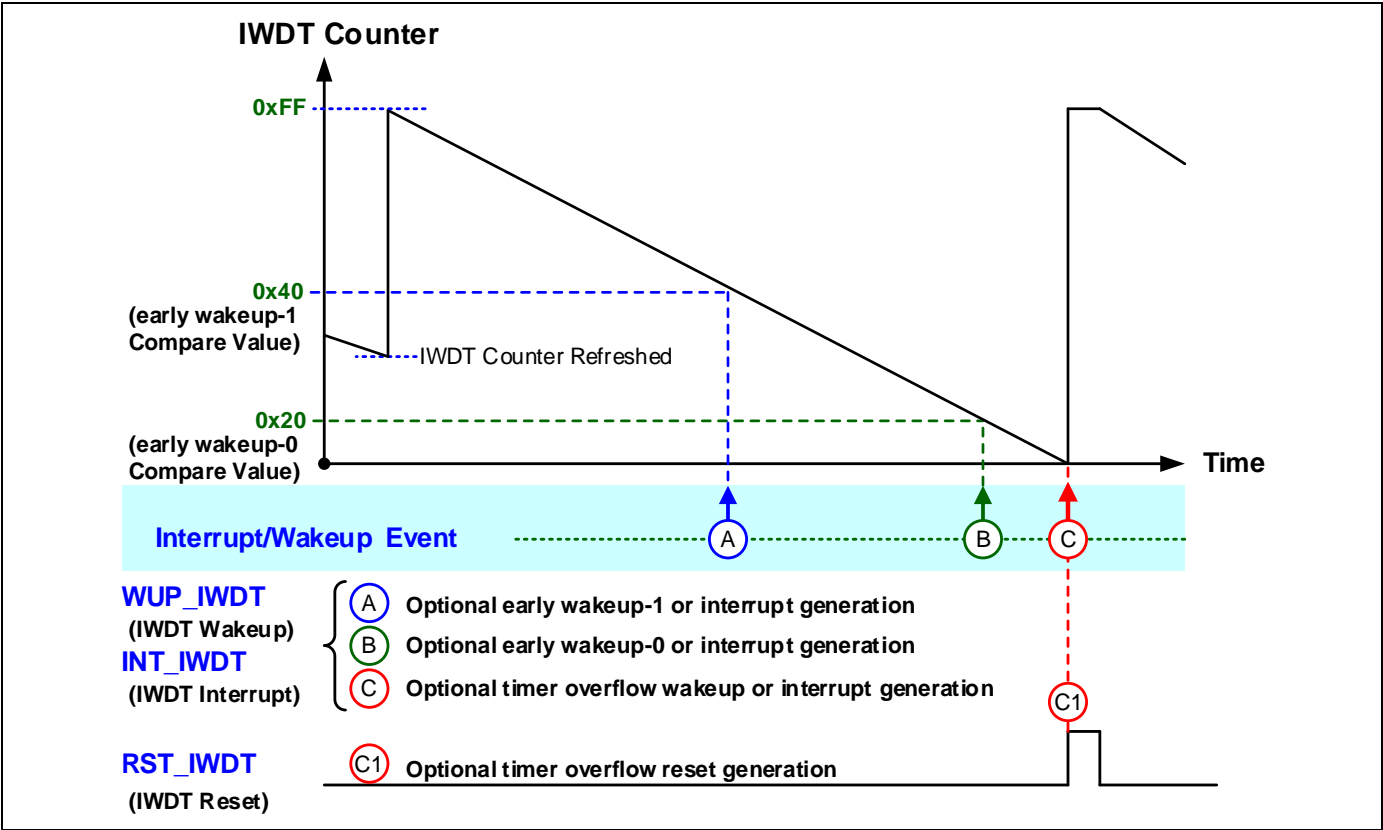 IWDT Counter
0xFF
0x40
(early wakeup-1
Compare Value)
IWDT Counter Refreshed
0x20
(early wakeup-0
Compare Value)
Time
Interrupt/Wakeup Event
A
B
C
WUP_IWDT
(IWDT Wakeup)
INT_IWDT
(IWDT Interrupt)
A Optional early wakeup-1 or interrupt generation
B Optional early wakeup-0 or interrupt generation
C Optional timer overflow wakeup or interrupt generation
C1
RST_IWDT
(IWDT Reset)
C1 Optional timer overflow reset generation